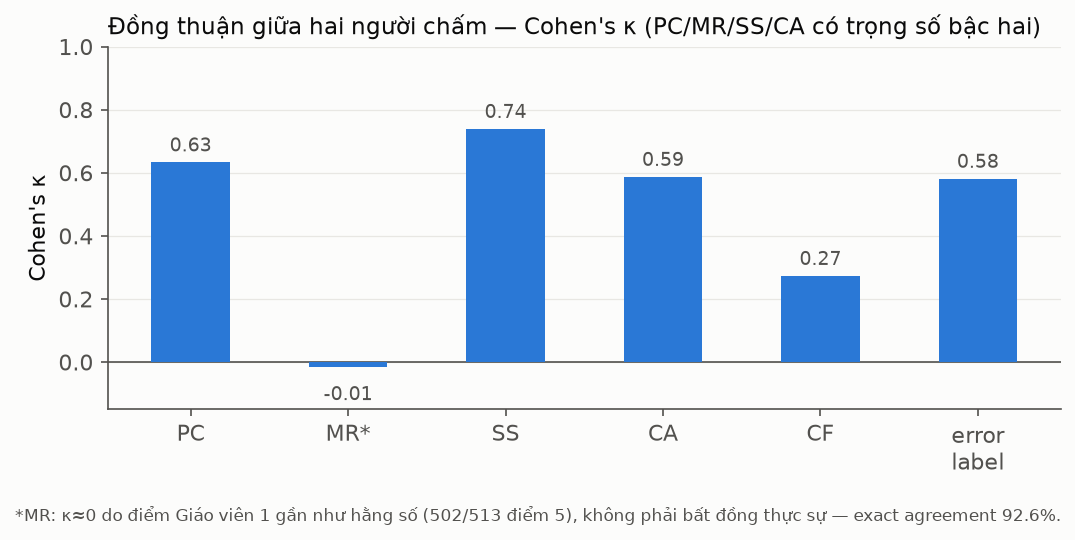 Đồng thuận giữa hai người chấm — Cohen's κ (PC/MR/SS/CA có trọng số bậc hai)
Cohen's κ
1.0
0.8
0.6
0.4
0.2
0.0
0.63
-0.01
0.74
0.59
0.27
0.58
PC
MR*
SS
CA
CF
error
label
*MR: κ≈0 do điểm Giáo viên 1 gần như hằng số (502/513 điểm 5), không phải bất đồng thực sự — exact agreement 92.6%.